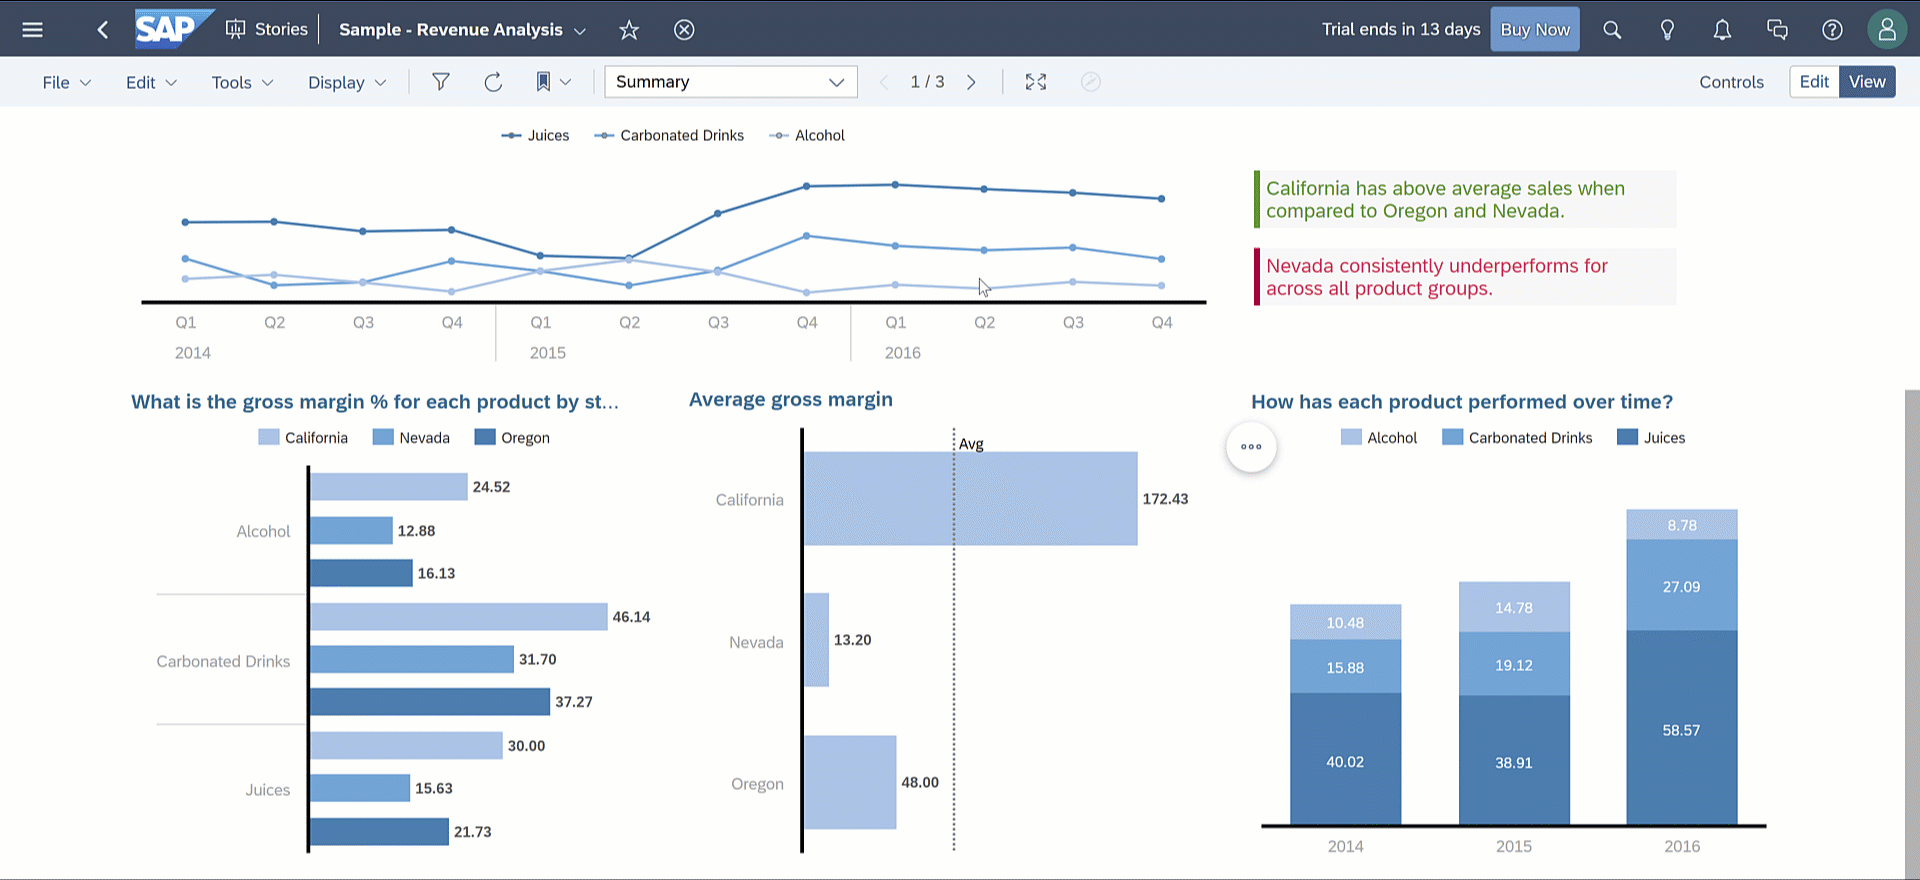 SAP Stories Sample - Revenue Analysis Trial ends in 13 days Buy Now
File Edit Tools Display Summary 1 / 3 Controls Edit View
Juices Carbonated Drinks Alcohol
Q1 Q2 Q3 Q4 Q1 Q2 Q3 Q4 Q1 Q2 Q3 Q4
2014 2015 2016
California has above average sales when
compared to Oregon and Nevada.
Nevada consistently underperforms for
across all product groups.
What is the gross margin % for each product by st...
California Nevada Oregon
Alcohol
24.52
12.88
16.13
Carbonated Drinks
46.14
31.70
37.27
Juices
30.00
15.63
21.73
Average gross margin
Avg
California 172.43
Nevada 13.20
Oregon 48.00
How has each product performed over time?
Alcohol Carbonated Drinks Juices
10.48
15.88
40.02
14.78
19.12
38.91
8.78
27.09
58.57
2014 2015 2016